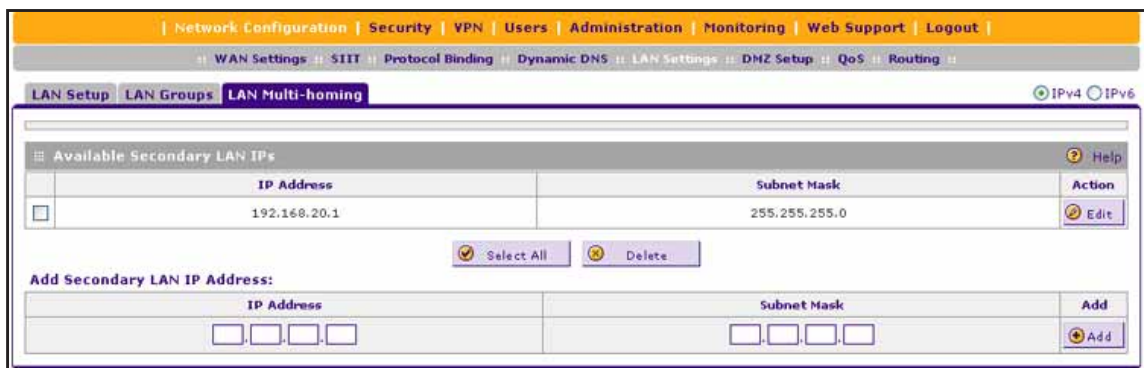 | Network Configuration | Security | VPN | Users | Administration | Monitoring | Web Support | Logout |
:: WAN Settings :: SIIT :: Protocol Binding :: Dynamic DNS :: LAN Settings :: DMZ Setup :: QoS :: Routing ::
LAN Setup LAN Groups LAN Multi-homing IPv4 IPv6
Available Secondary LAN IPs Help
IP Address Subnet Mask Action
192.168.20.1 255.255.255.0 Edit
Select All Delete
Add Secondary LAN IP Address:
IP Address Subnet Mask Add
. . . . . . Add